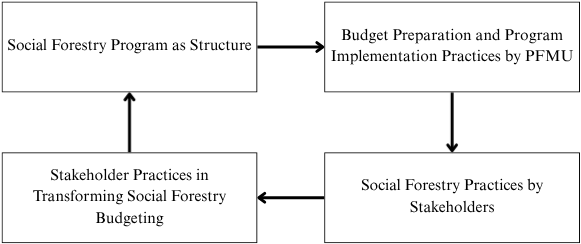 Social Forestry Program as Structure
Budget Preparation and Program
Implementation Practices by PFMU
Stakeholder Practices in
Transforming Social Forestry
Budgeting
Social Forestry Practices by
Stakeholders